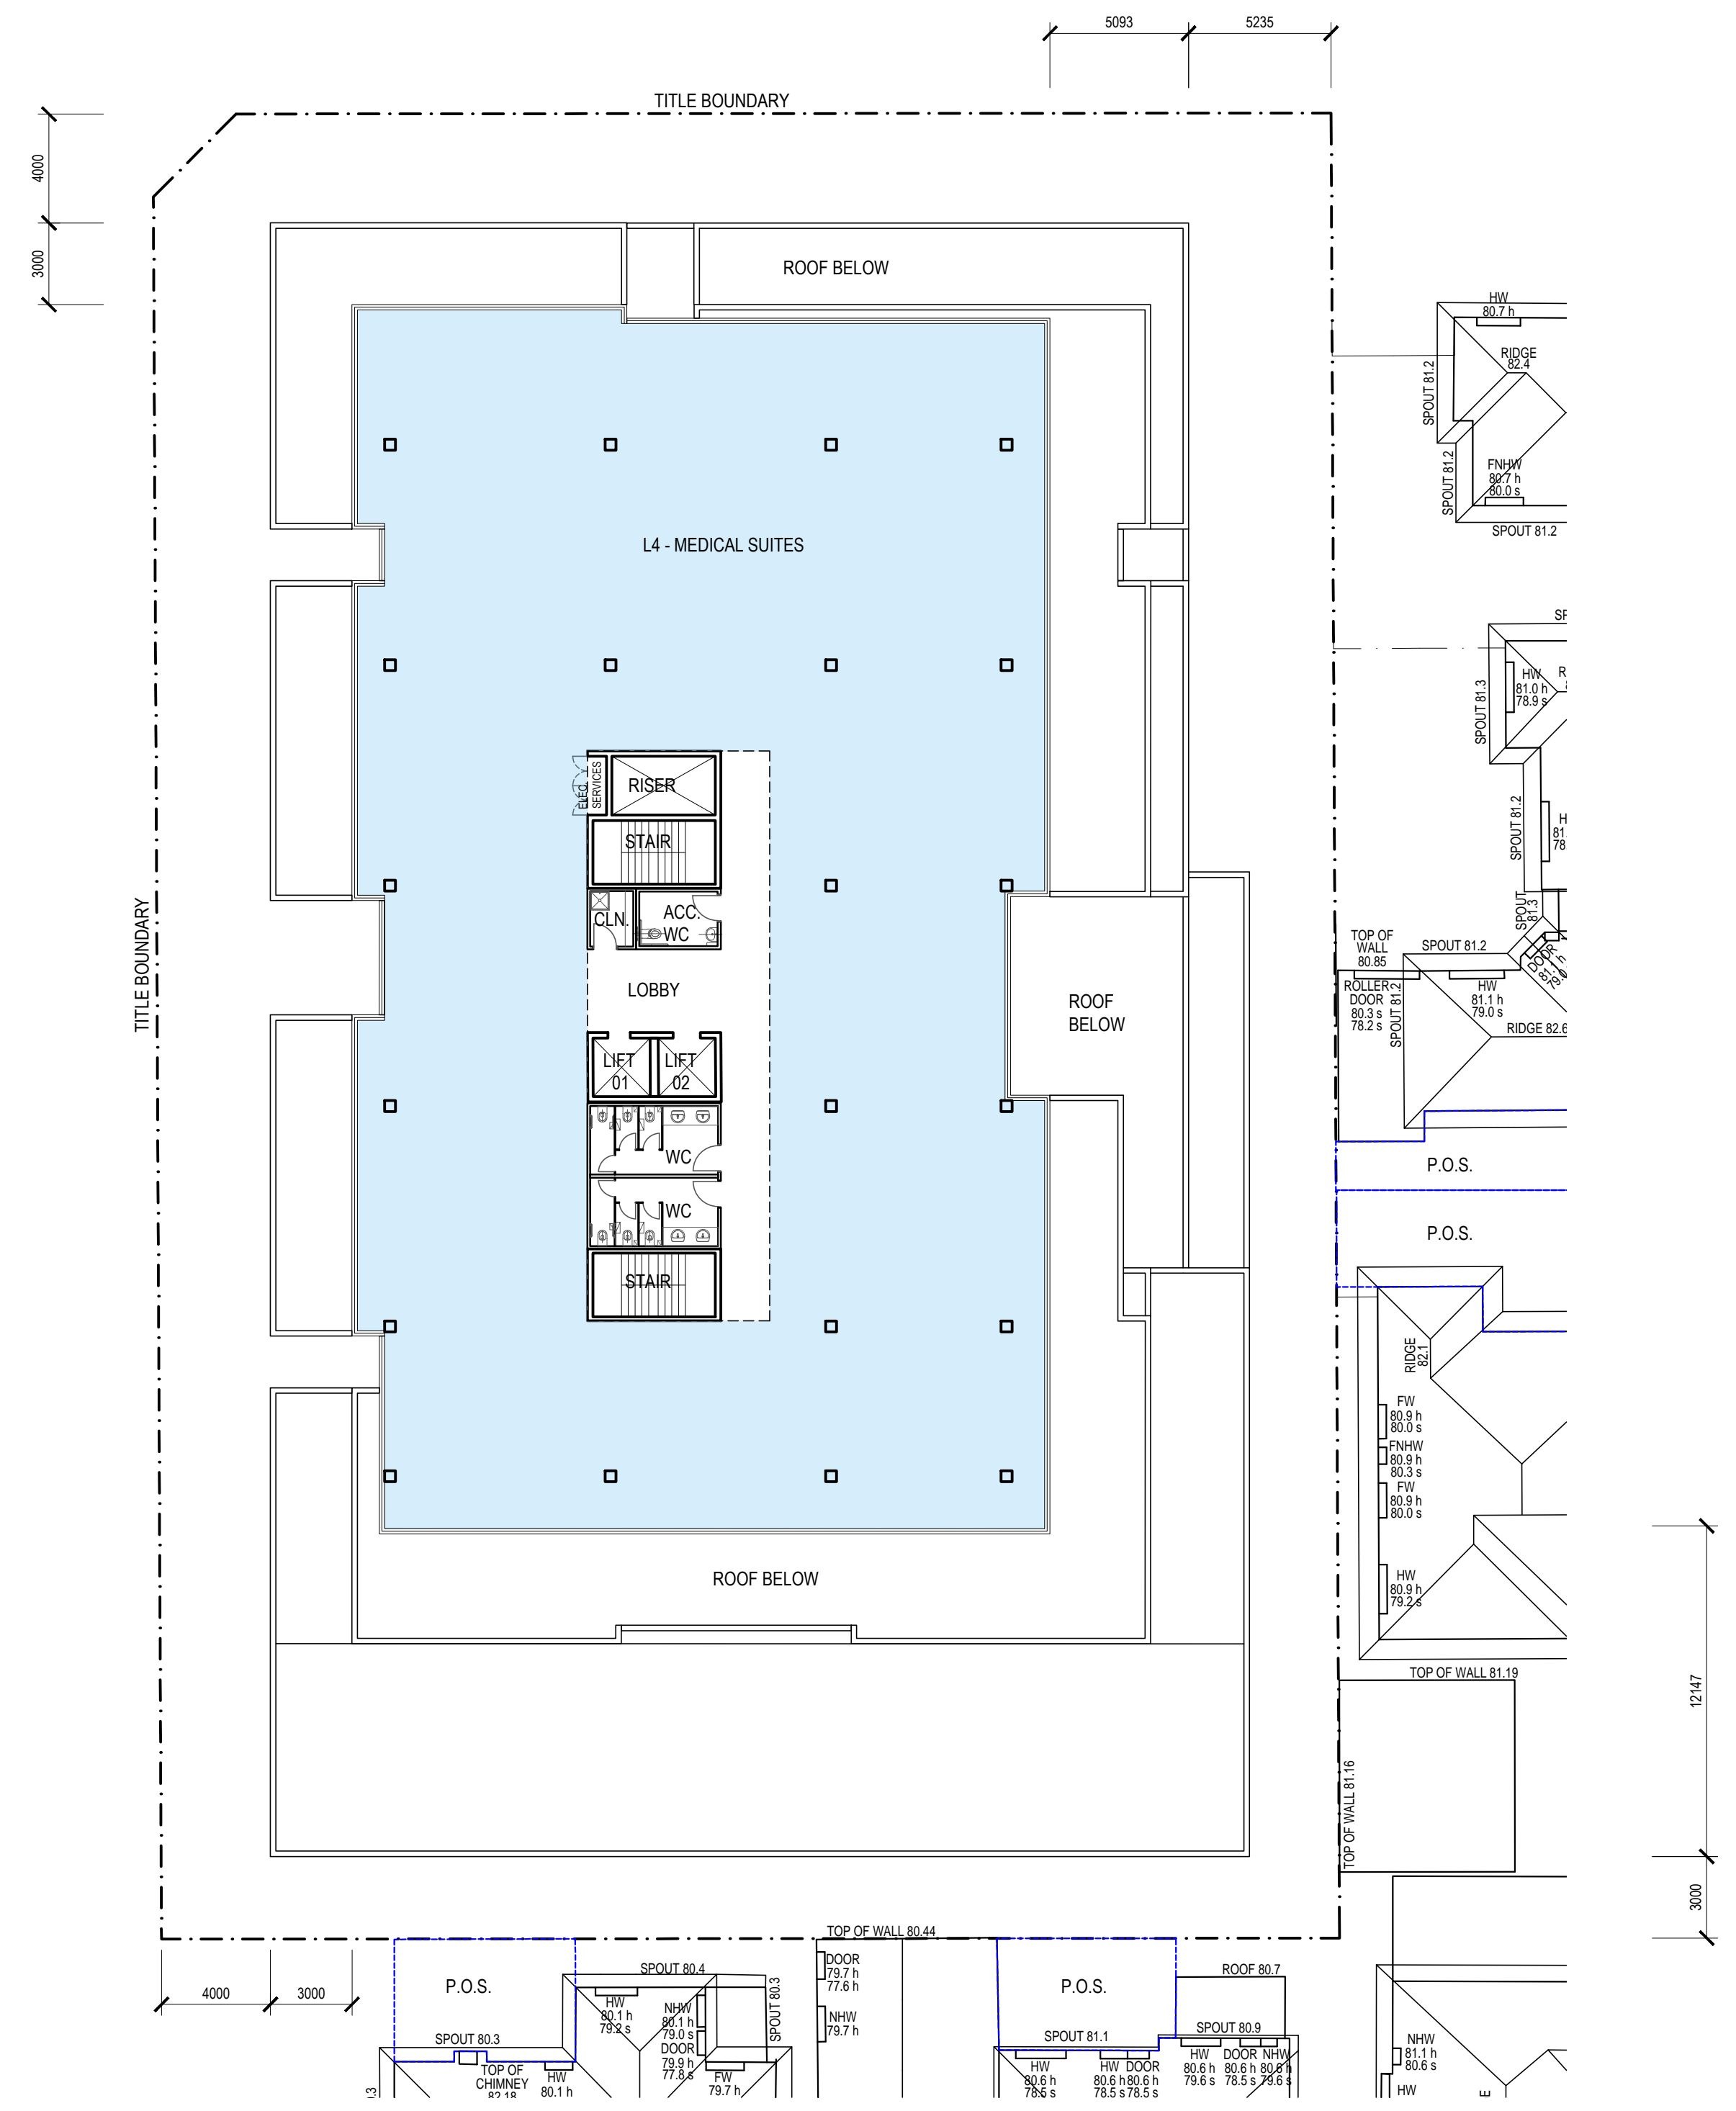 5093
5235
TITLE BOUNDARY
4000
3000
ROOF BELOW
HW
80.7 h
RIDGE
82.4
SPOUT 81.2
SPOUT 81.2
FNHW
80.7 h
80.0 s
SPOUT 81.2
L4 - MEDICAL SUITES
HW
81.0 h
78.9 s
SPOUT 81.3
SPOUT 81.2
RISER
ELEC.
SERVICES
STAIR
CLN.
ACC.
WC
LOBBY
LIFT
01
LIFT
02
WC
WC
STAIR
TITLE BOUNDARY
ROOF
BELOW
SPOUT
81.3
TOP OF
WALL
80.85
SPOUT 81.2
DOOR
81.1 h
79.0
ROLLER
DOOR
80.3 s
78.2 s
SPOUT 81.2
HW
81.1 h
79.0 s
RIDGE 82.6
P.O.S.
P.O.S.
RIDGE
82.1
FW
80.9 h
80.0 s
FNHW
80.9 h
80.3 s
FW
80.9 h
80.0 s
HW
80.9 h
79.2 s
ROOF BELOW
TOP OF WALL 81.19
12147
TOP OF WALL 81.16
3000
TOP OF WALL 80.44
4000
3000
P.O.S.
SPOUT 80.4
SPOUT 80.3
HW
80.1 h
79.2 s
NHW
80.1 h
79.0 s
DOOR
79.9 h
77.8 s
SPOUT 80.3
TOP OF
CHIMNEY
82.18
HW
80.1 h
FW
79.7 h
DOOR
79.7 h
77.6 h
NHW
79.7 h
P.O.S.
ROOF 80.7
SPOUT 81.1
SPOUT 80.9
HW
80.6 h
78.5 s
HW
80.6 h
78.5 s
DOOR
80.6 h
78.5 s
HW
80.6 h
79.6 s
DOOR
80.6 h
78.5 s
NHW
80.6 h
79.6 s
NHW
81.1 h
80.6 s
HW